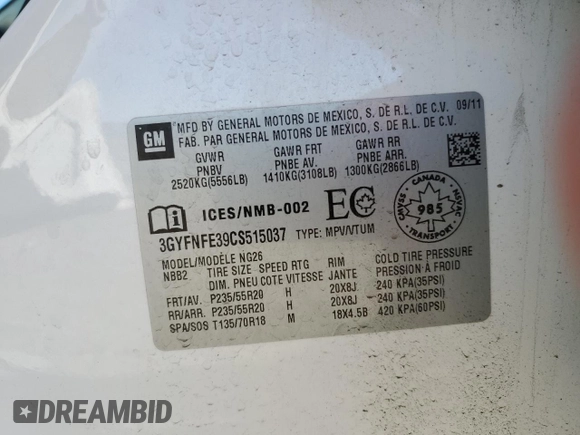 GM
MFD BY GENERAL MOTORS DE MEXICO, S. DE R.L. DE C.V. 09/11
FAB. PAR GENERAL MOTORS DE MEXICO, S. DE R.L. DE C.V.
GVWR GAWR FRT GAWR RR
PNBV PNBE AV. PNBE ARR.
2520KG(5556LB) 1410KG(3108LB) 1300KG(2866LB)
ICES/NMB-002 EC
CANADA
CMVSS NSVAC
985
3GYFNFE39CS515037 TYPE: MPV/VTUM
MODEL/MODÈLE NG26
NBB2 TIRE SIZE SPEED RTG RIM COLD TIRE PRESSURE
DIM. PNEU COTE VITESSE JANTE PRESSION À FROID
FRT/AV. P235/55R20 H 20X8J 240 KPA(35PSI)
RR/ARR. P235/55R20 H 20X8J 240 KPA(35PSI)
SPA/SOS T135/70R18 M 18X4.5B 420 KPA(60PSI)
DREAMBID